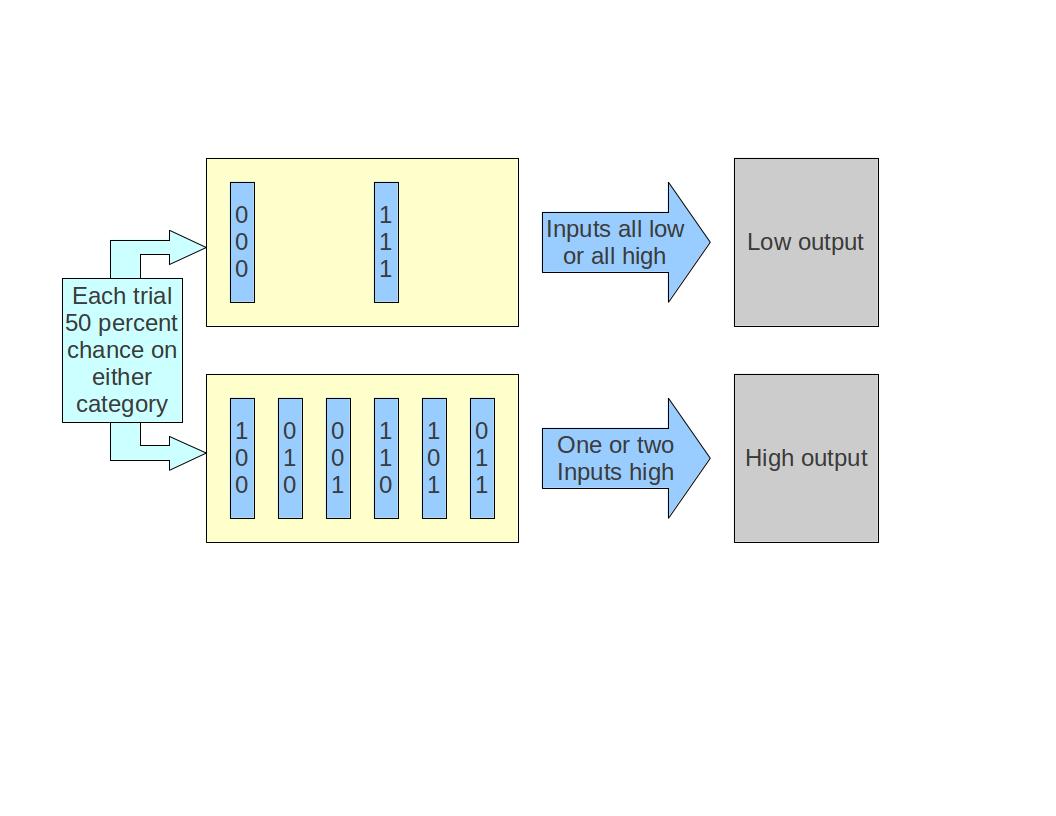 0 1
0 1
0 1
Inputs all low
or all high
Low output
Each trial
50 percent
chance on
either
category
1 0 0 1 1 0
0 1 0 1 0 1
0 0 1 0 1 1
One or two
Inputs high
High output